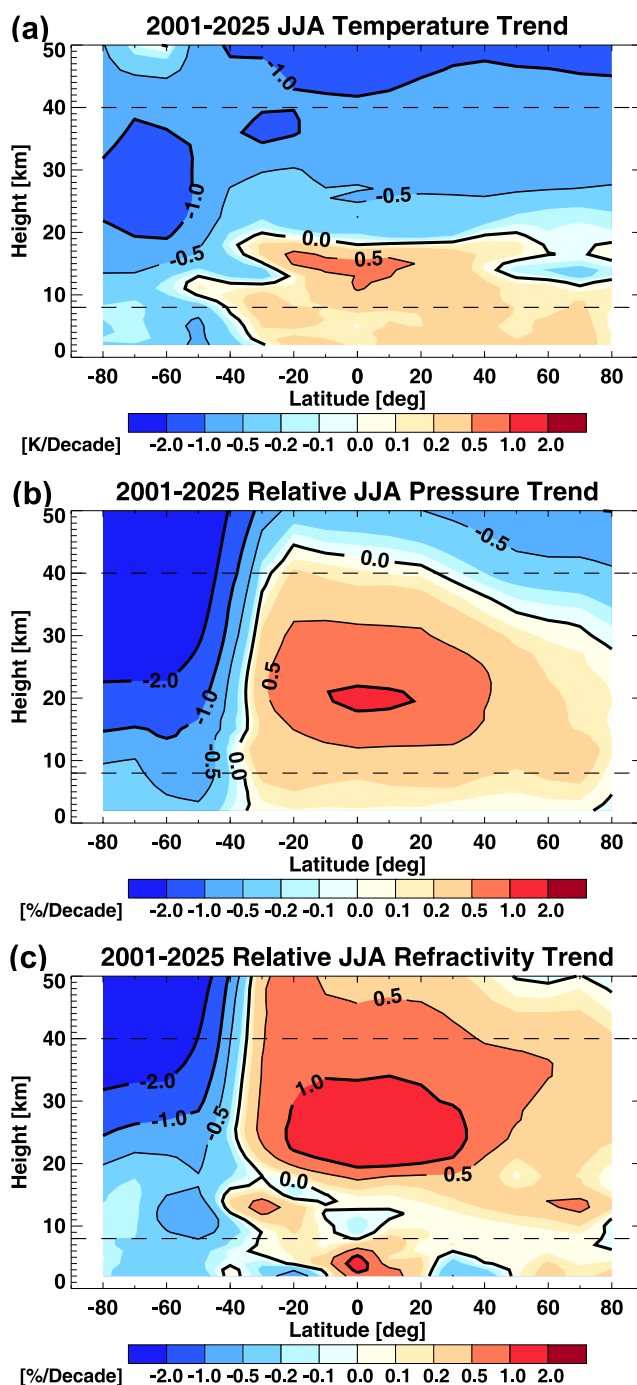 (a) 2001-2025 JJA Temperature Trend
50
40
30
20
10
0
Height [km]
-1.0
-1.0
-0.5
-0.5
0.0
0.5
-80 -60 -40 -20 0 20 40 60 80
Latitude [deg]
[K/Decade] -2.0 -1.0 -0.5 -0.2 -0.1 0.0 0.1 0.2 0.5 1.0 2.0
(b) 2001-2025 Relative JJA Pressure Trend
50
40
30
20
10
0
Height [km]
-0.5
0.0
0.5
1.0
-2.0
-1.0
-0.5
0.0
-80 -60 -40 -20 0 20 40 60 80
Latitude [deg]
[%/Decade] -2.0 -1.0 -0.5 -0.2 -0.1 0.0 0.1 0.2 0.5 1.0 2.0
(c) 2001-2025 Relative JJA Refractivity Trend
50
40
30
20
10
0
Height [km]
0.5
1.0
-2.0
-1.0
-0.5
0.0
0.5
-80 -60 -40 -20 0 20 40 60 80
Latitude [deg]
[%/Decade] -2.0 -1.0 -0.5 -0.2 -0.1 0.0 0.1 0.2 0.5 1.0 2.0